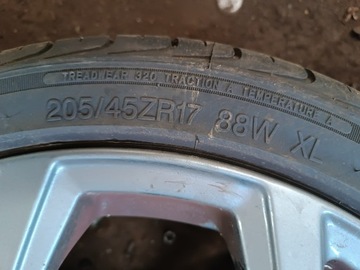 TREADWEAR 320 TRACTION A TEMPERATURE A
205/45ZR17 88W XL